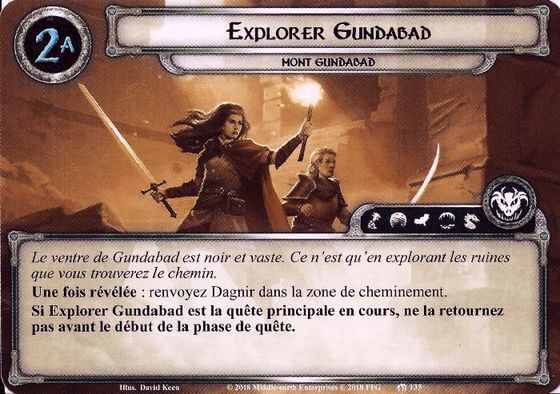 2A
EXPLORER GUNDABAD
MONT GUNDABAD
Le ventre de Gundabad est noir et vaste. Ce n'est qu'en explorant les ruines
que vous trouverez le chemin.
Une fois révélée : renvoyez Dagnir dans la zone de cheminement.
Si Explorer Gundabad est la quête principale en cours, ne la retournez
pas avant le début de la phase de quête.
Illus. David Keen
© 2018 Middle-earth Enterprises © 2018 FFG
135